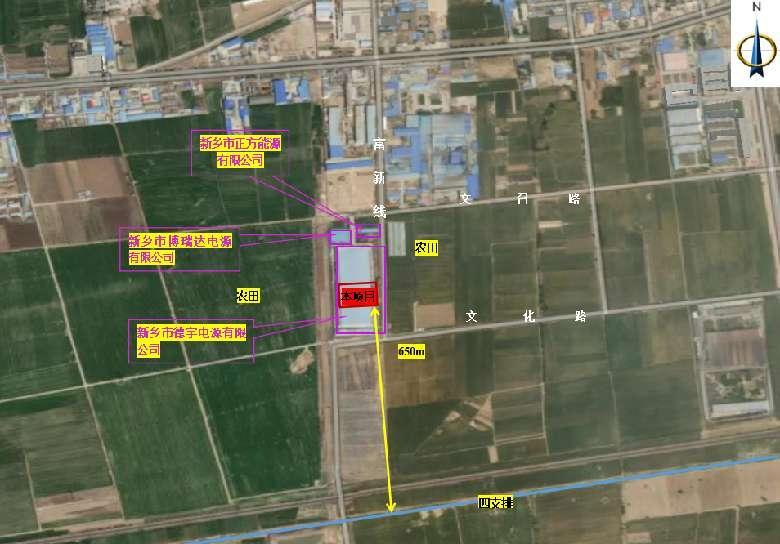 N
新乡市正方能源
有限公司
富新线
文召路
新乡市博瑞达电源
有限公司
农田
农田
本项目
文化路
新乡市德宇电源有限
公司
650m
四支排